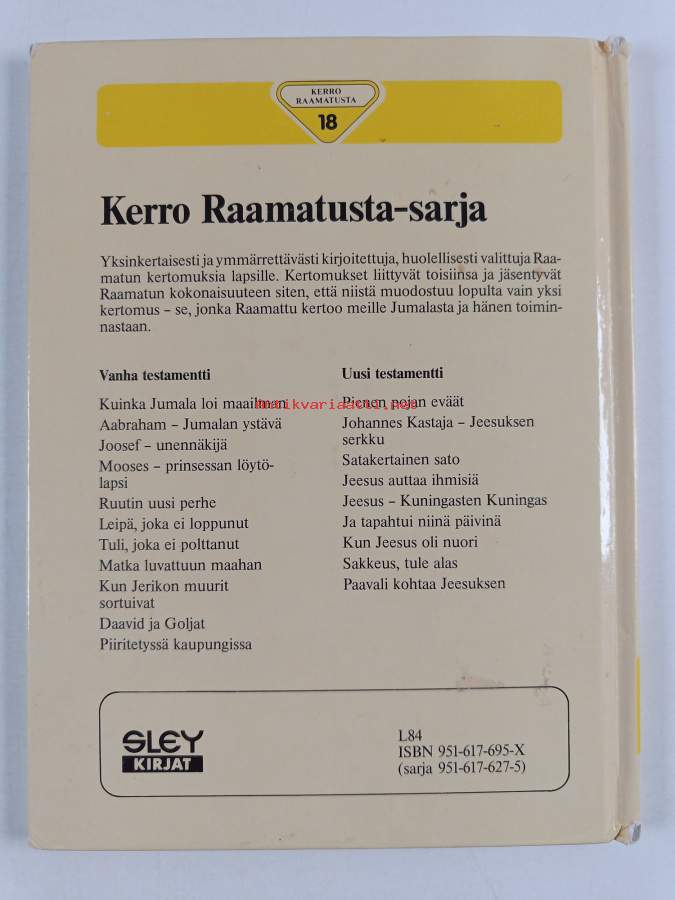 KERRO
RAAMATUSTA
18
Kerro Raamatusta-sarja
Yksinkertaisesti ja ymmärrettävästi kirjoitettuja, huolellisesti valittuja Raa-
matun kertomuksia lapsille. Kertomukset liittyvät toisiinsa ja jäsentyvät
Raamatun kokonaisuuteen siten, että niistä muodostuu lopulta vain yksi
kertomus – se, jonka Raamattu kertoo meille Jumalasta ja hänen toimin-
nastaan.
Vanha testamentti
Kuinka Jumala loi maailman
Aabraham – Jumalan ystävä
Joosef – unennäkijä
Mooses – prinsessan löytö-
lapsi
Ruutin uusi perhe
Leipä, joka ei loppunut
Tuli, joka ei polttanut
Matka luvattuun maahan
Kun Jerikon muurit
sortuivat
Daavid ja Goljat
Piiritetyssä kaupungissa
Uusi testamentti
Pienen pojan eväät
Johannes Kastaja – Jeesuksen
serkku
Satakertainen sato
Jeesus auttaa ihmisiä
Jeesus – Kuningasten Kuningas
Ja tapahtui niinä päivinä
Kun Jeesus oli nuori
Sakkeus, tule alas
Paavali kohtaa Jeesuksen
antikvariaatti.net
SLEY
KIRJAT
L84
ISBN 951-617-695-X
(sarja 951-617-627-5)